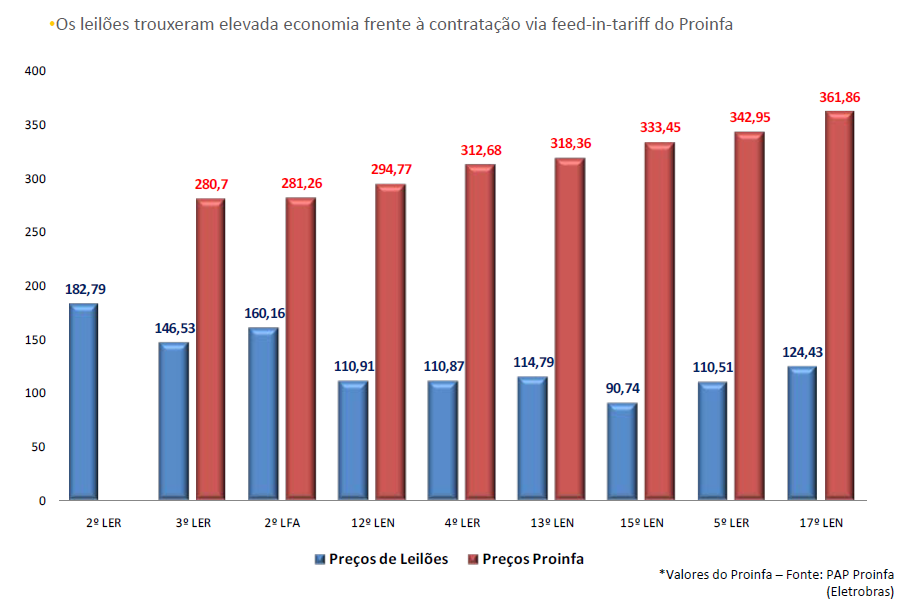 •Os leilões trouxeram elevada economia frente à contratação via feed-in-tariff do Proinfa
400
350
300
250
200
150
100
50
0
182,79
146,53
280,7
160,16
281,26
110,91
294,77
110,87
312,68
114,79
318,36
90,74
333,45
110,51
342,95
124,43
361,86
2º LER
3º LER
2º LFA
12º LEN
4º LER
13º LEN
15º LEN
5º LER
17º LEN
Preços de Leilões
Preços Proinfa
*Valores do Proinfa – Fonte: PAP Proinfa
(Eletrobras)